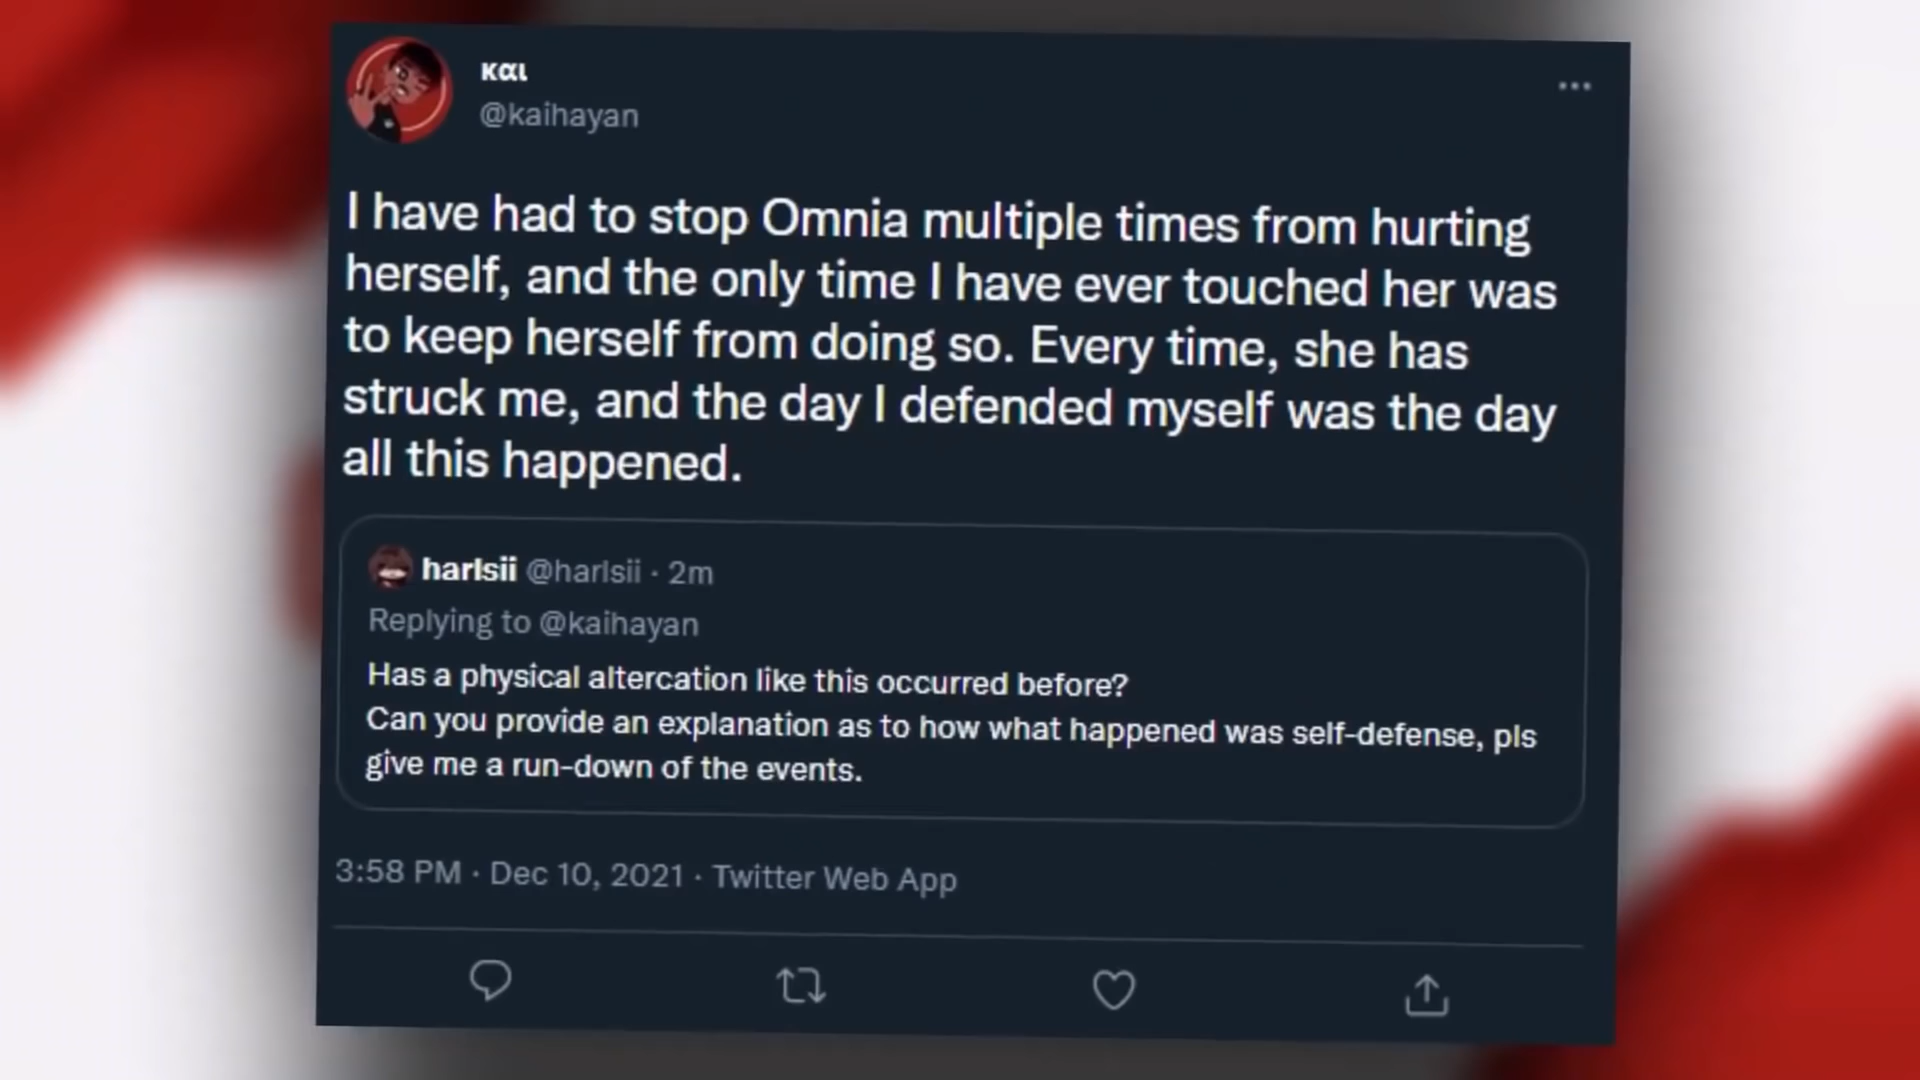 και
@kaihayan
I have had to stop Omnia multiple times from hurting
herself, and the only time I have ever touched her was
to keep herself from doing so. Every time, she has
struck me, and the day I defended myself was the day
all this happened.
harlsii @harlsii · 2m
Replying to @kaihayan
Has a physical altercation like this occurred before?
Can you provide an explanation as to how what happened was self-defense, pls
give me a run-down of the events.
3:58 PM · Dec 10, 2021 · Twitter Web App